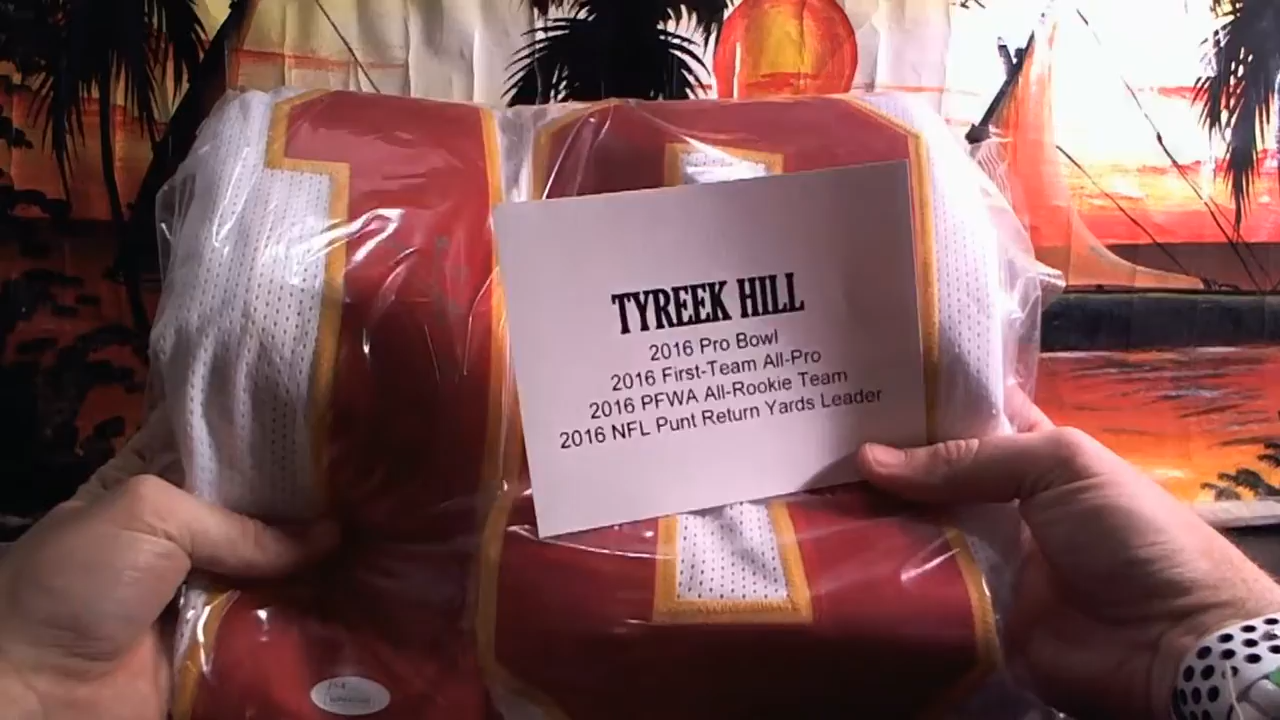 TYREEK HILL
2016 Pro Bowl
2016 First-Team All-Pro
2016 PFWA All-Rookie Team
2016 NFL Punt Return Yards Leader